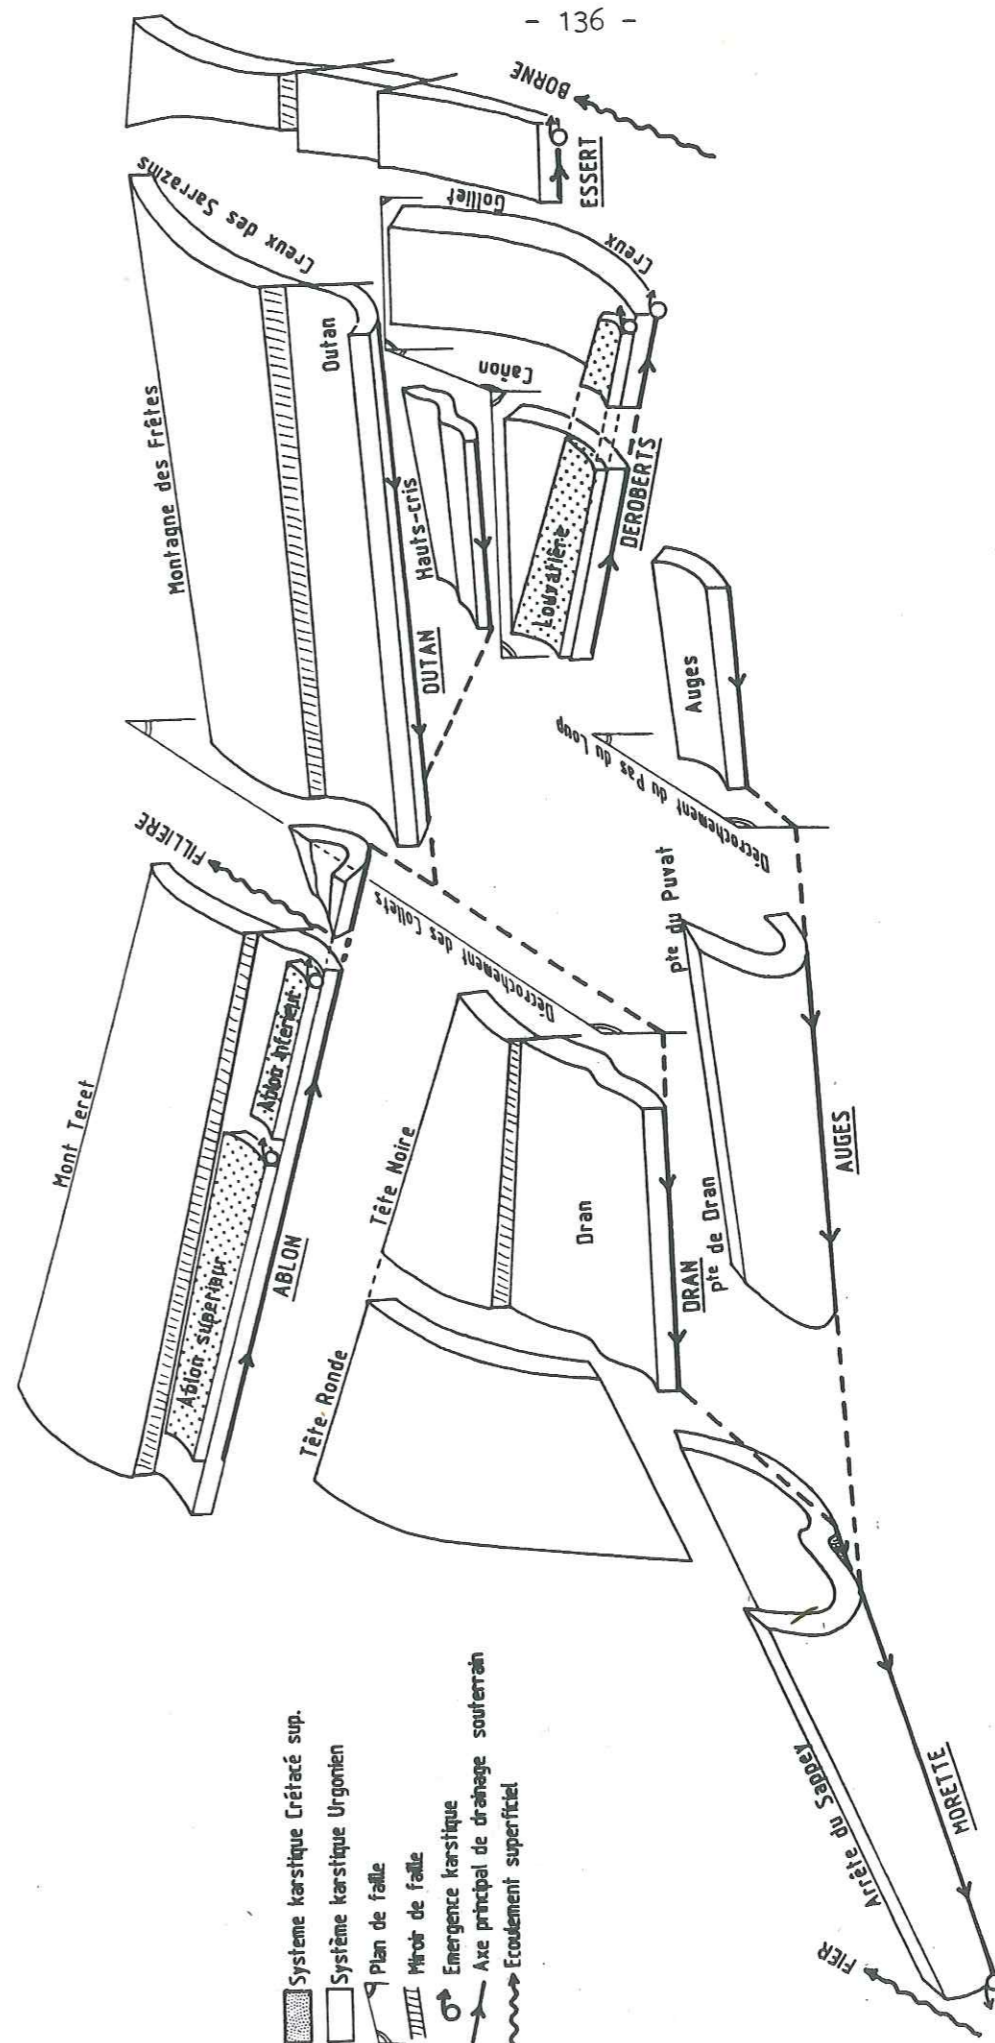 - 136 -
BORNE
ESSERT
Creux des Sarrazins
Golliet
Creux
Outan
Cañon
Montagne des Frêtes
Hauts-cris
OUTAN
Louvatière
DEROBERTS
Auges
Décrochement du Pas du Loup
FILLIERE
Décrochement des Collets
pte du Puvat
Mont Teret
Ablon inférieur
Ablon supérieur
ABLON
Tête Noire
Tête Ronde
Dran
DRAN
pte de Dran
AUGES
Arrête du Sappey
MORETTE
FIER
Systeme karstique Crétacé sup.
Système karstique Urgonien
Plan de faille
Miroir de faille
Emergence karstique
Axe principal de drainage souterrain
Ecoulement superficiel